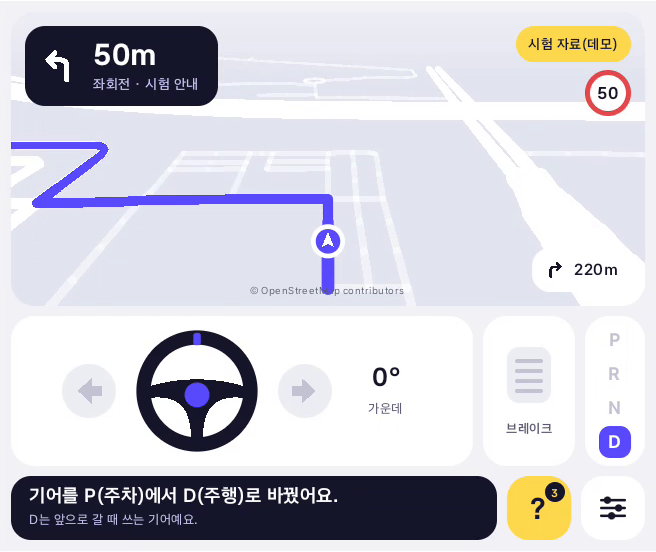 50m
좌회전 · 시험 안내
시험 자료(데모)
50
220m
© OpenStreetMap contributors
0°
가운데
브레이크
P
R
N
D
기어를 P(주차)에서 D(주행)로 바꿨어요.
D는 앞으로 갈 때 쓰는 기어예요.
?
3